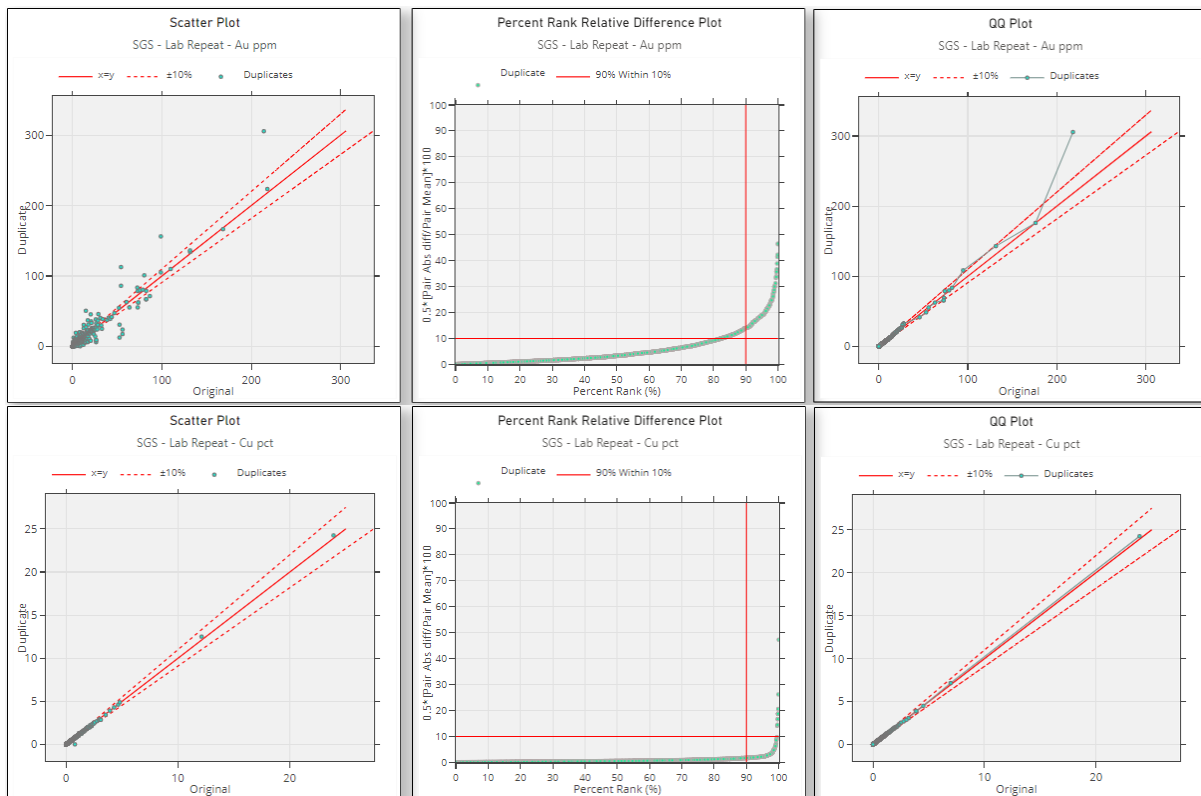 Scatter Plot
SGS - Lab Repeat - Au ppm
x=y ±10% Duplicates
300
200
100
0
Duplicate
0 100 200 300
Original
Percent Rank Relative Difference Plot
SGS - Lab Repeat - Au ppm
Duplicate 90% Within 10%
100
90
80
70
60
50
40
30
20
10
0
0.5*[Pair Abs diff/Pair Mean]*100
0 10 20 30 40 50 60 70 80 90 100
Percent Rank (%)
QQ Plot
SGS - Lab Repeat - Au ppm
x=y ±10% Duplicates
300
200
100
0
Duplicate
0 100 200 300
Original
Scatter Plot
SGS - Lab Repeat - Cu pct
x=y ±10% Duplicates
25
20
15
10
5
0
Duplicate
0 10 20
Original
Percent Rank Relative Difference Plot
SGS - Lab Repeat - Cu pct
Duplicate 90% Within 10%
100
90
80
70
60
50
40
30
20
10
0
0.5*[Pair Abs diff/Pair Mean]*100
0 10 20 30 40 50 60 70 80 90 100
Percent Rank (%)
QQ Plot
SGS - Lab Repeat - Cu pct
x=y ±10% Duplicates
25
20
15
10
5
0
Duplicate
0 10 20
Original